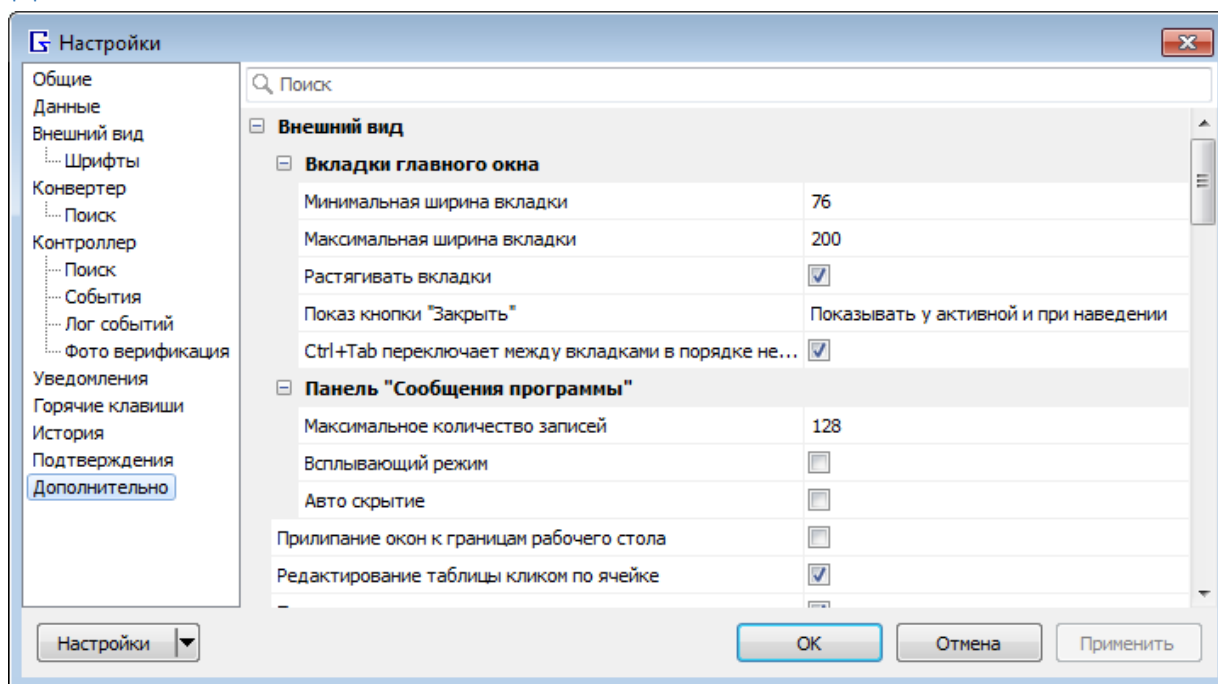 Настройки
Общие
Данные
Внешний вид
Шрифты
Конвертер
Поиск
Контроллер
Поиск
События
Лог событий
Фото верификация
Уведомления
Горячие клавиши
История
Подтверждения
Дополнительно
Поиск
Внешний вид
Вкладки главного окна
Минимальная ширина вкладки 76
Максимальная ширина вкладки 200
Растягивать вкладки
Показ кнопки "Закрыть" Показывать у активной и при наведении
Ctrl+Tab переключает между вкладками в порядке не...
Панель "Сообщения программы"
Максимальное количество записей 128
Всплывающий режим
Авто скрытие
Прилипание окон к границам рабочего стола
Редактирование таблицы кликом по ячейке
Настройки
OK
Отмена
Применить